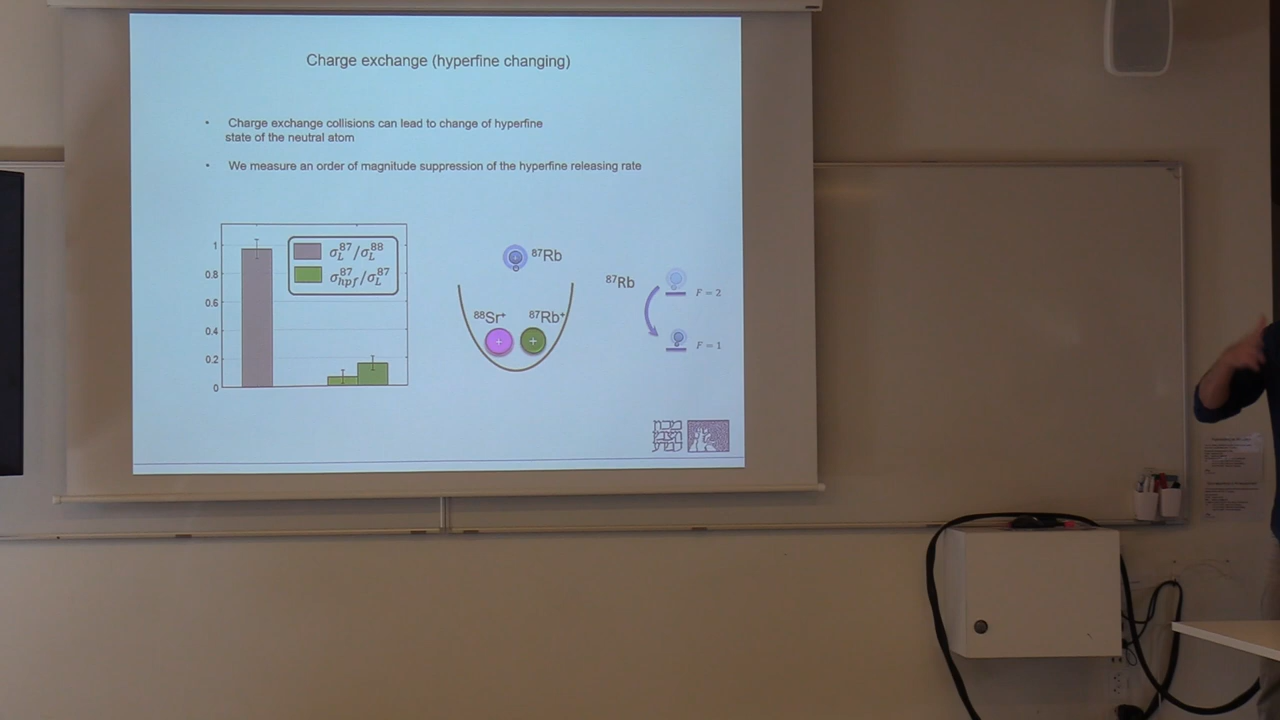 Charge exchange (hyperfine changing)
• Charge exchange collisions can lead to change of hyperfine
state of the neutral atom
• We measure an order of magnitude suppression of the hyperfine releasing rate
1
0.8
0.6
0.4
0.2
0
σ_L^87/σ_L^88
σ_hpf^87/σ_L^87
⁸⁷Rb
⁸⁸Sr⁺
⁸⁷Rb⁺
+
+
⁸⁷Rb
F = 2
F = 1